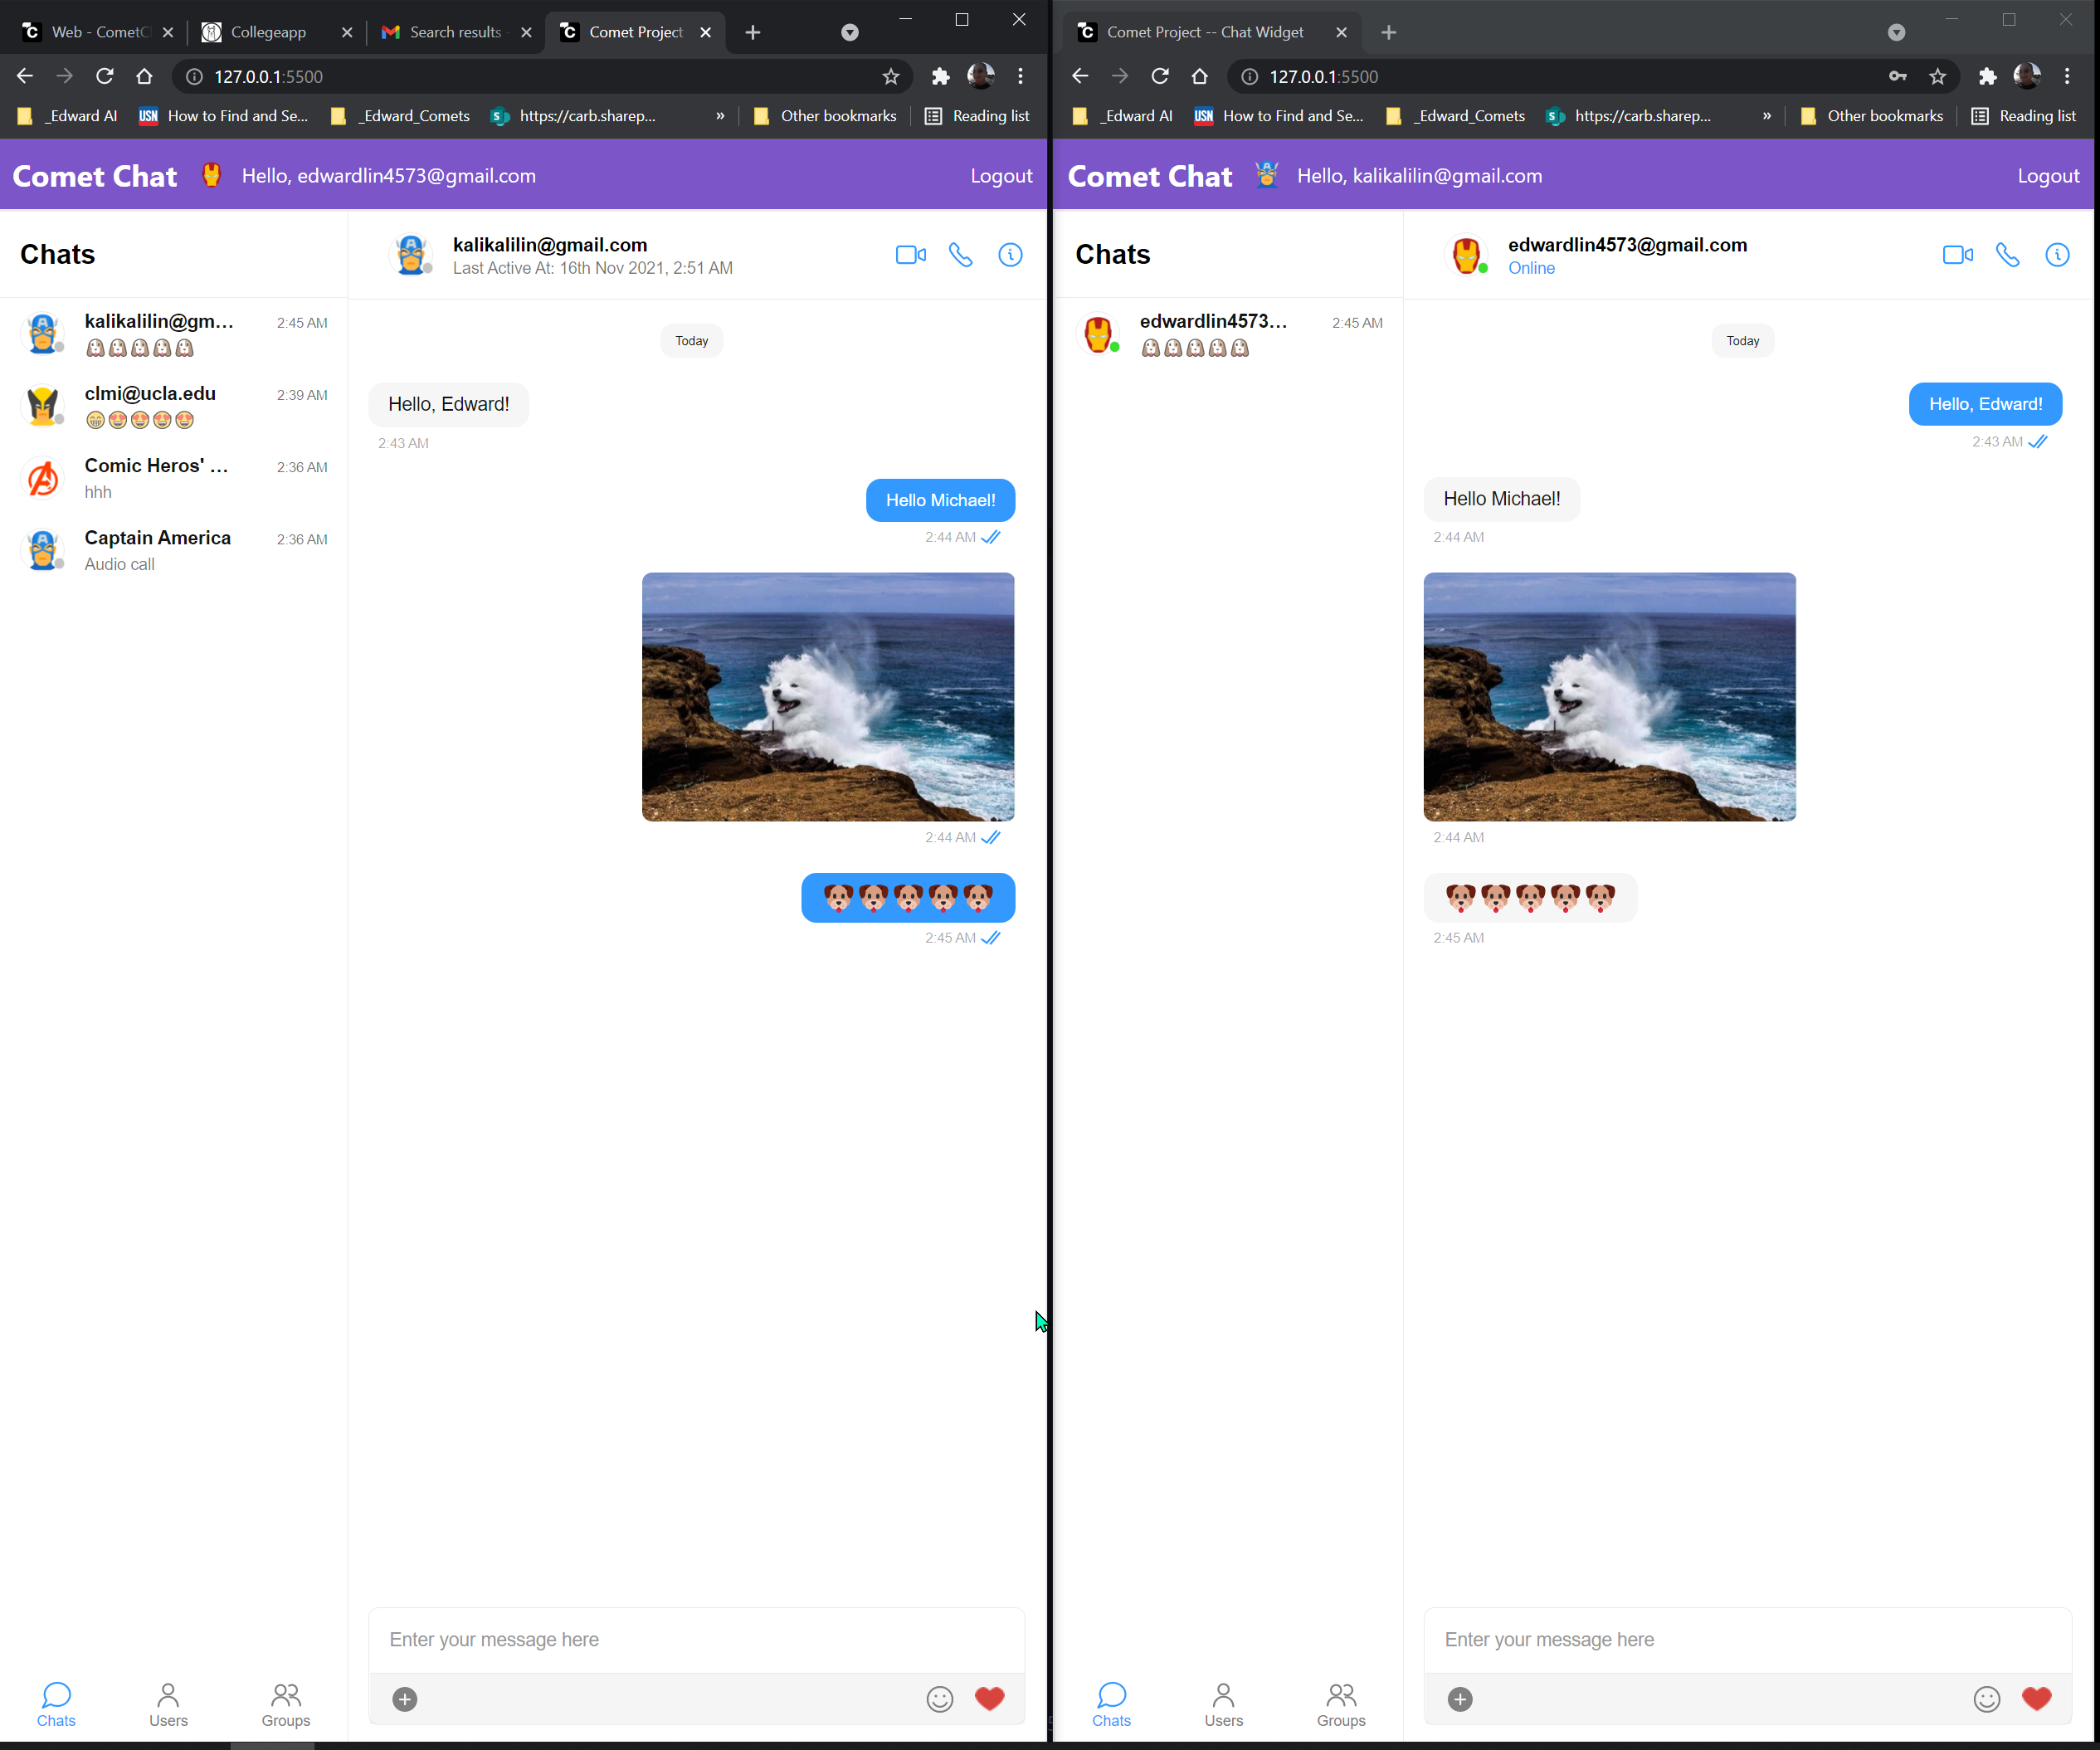 Web - CometC
Collegeapp
Search results -
Comet Project
127.0.0.1:5500
_Edward AI
USN
How to Find and Se...
_Edward_Comets
https://carb.sharep...
»
Other bookmarks
Reading list
Comet Chat
Hello, edwardlin4573@gmail.com
Logout
Chats
kalikalilin@gm...
2:45 AM
clmi@ucla.edu
2:39 AM
Comic Heros' ...
2:36 AM
hhh
Captain America
2:36 AM
Audio call
kalikalilin@gmail.com
Last Active At: 16th Nov 2021, 2:51 AM
Today
Hello, Edward!
2:43 AM
Hello Michael!
2:44 AM
2:44 AM
2:45 AM
Enter your message here
Chats
Users
Groups
Comet Project -- Chat Widget
127.0.0.1:5500
_Edward AI
USN
How to Find and Se...
_Edward_Comets
https://carb.sharep...
»
Other bookmarks
Reading list
Comet Chat
Hello, kalikalilin@gmail.com
Logout
Chats
edwardlin4573...
2:45 AM
edwardlin4573@gmail.com
Online
Today
Hello, Edward!
2:43 AM
Hello Michael!
2:44 AM
2:44 AM
2:45 AM
Enter your message here
Chats
Users
Groups